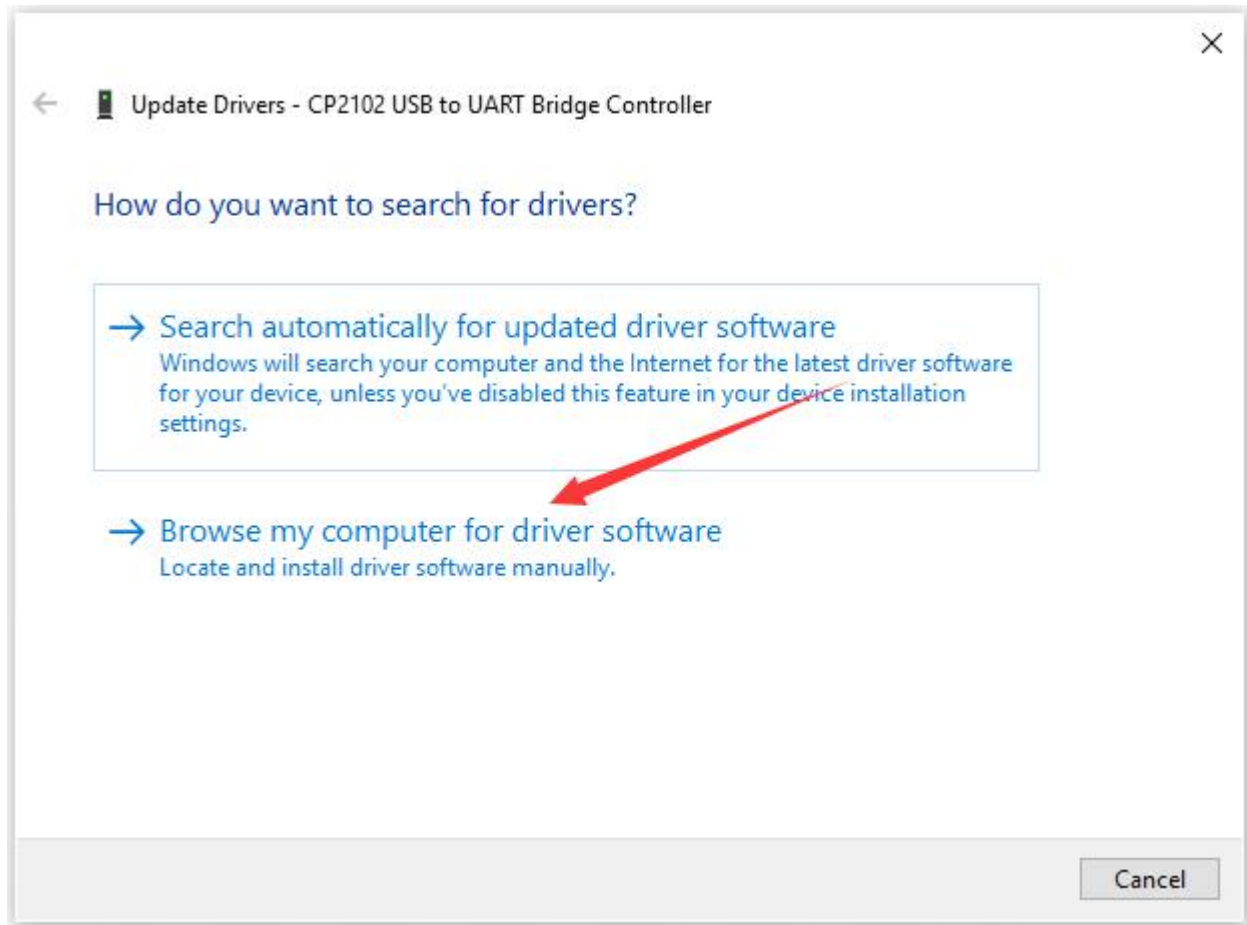 Update Drivers - CP2102 USB to UART Bridge Controller
How do you want to search for drivers?
Search automatically for updated driver software
Windows will search your computer and the Internet for the latest driver software
for your device, unless you've disabled this feature in your device installation
settings.
Browse my computer for driver software
Locate and install driver software manually.
Cancel